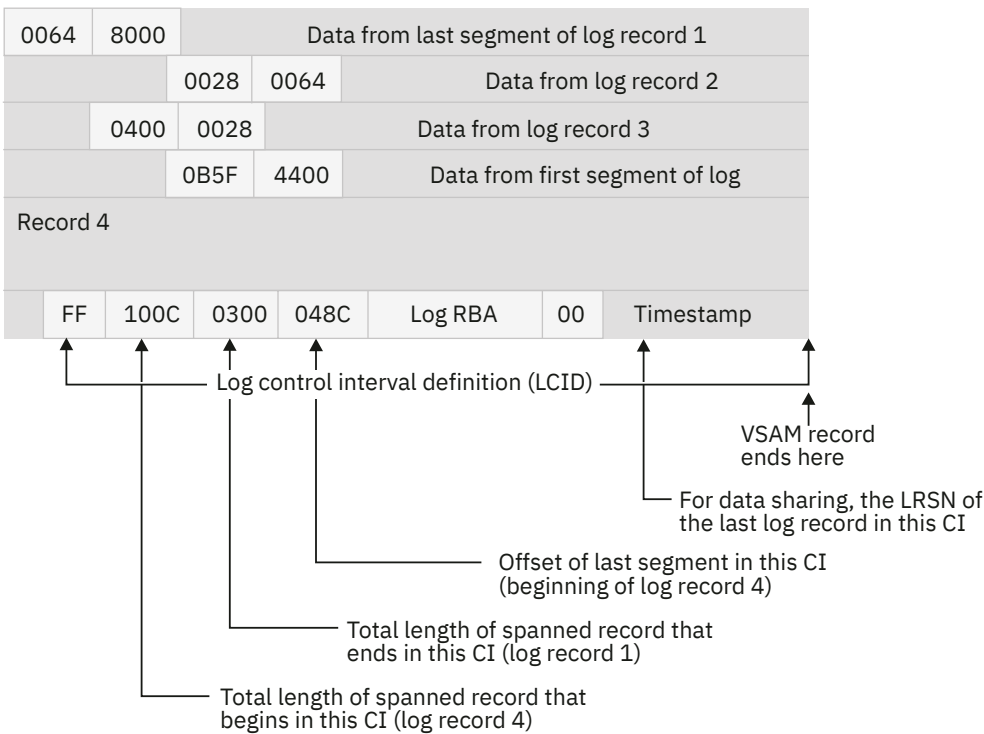 0064 8000 Data from last segment of log record 1
0028 0064 Data from log record 2
0400 0028 Data from log record 3
0B5F 4400 Data from first segment of log
Record 4
FF 100C 0300 048C Log RBA 00 Timestamp
Log control interval definition (LCID)
VSAM record
ends here
For data sharing, the LRSN of
the last log record in this CI
Offset of last segment in this CI
(beginning of log record 4)
Total length of spanned record that
ends in this CI (log record 1)
Total length of spanned record that
begins in this CI (log record 4)